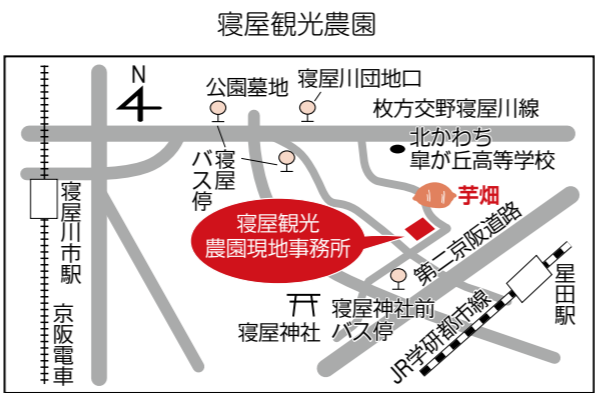 寝屋観光農園
N
公園墓地
寝屋川団地口
枚方交野寝屋川線
北かわち
皐が丘高等学校
寝屋
バス停
芋畑
寝屋観光
農園現地事務所
第二京阪道路
寝屋川市駅
京阪電車
寝屋神社
寝屋神社前
バス停
JR学研都市線
星田駅